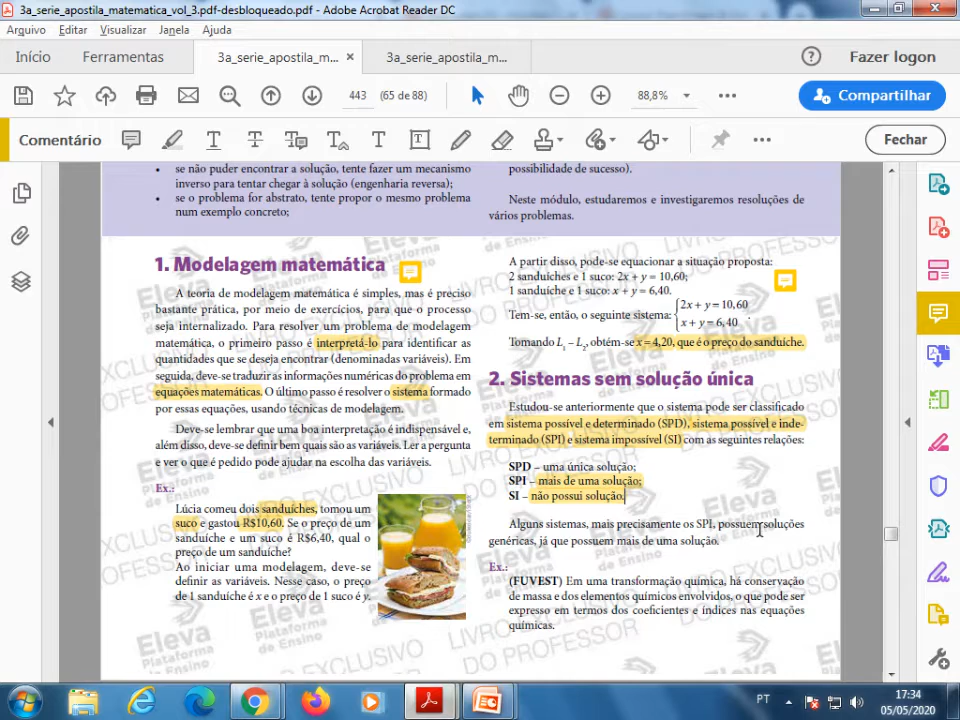 3a_serie_apostila_matematica_vol_3.pdf-desbloqueado.pdf - Adobe Acrobat Reader DC
Arquivo Editar Visualizar Janela Ajuda
Início Ferramentas 3a_serie_apostila_m... × 3a_serie_apostila_m... Fazer logon
443 (65 de 88) 88,8% Compartilhar
Comentário Fechar
• se não puder encontrar a solução, tente fazer um mecanismo
inverso para tentar chegar à solução (engenharia reversa);
• se o problema for abstrato, tente propor o mesmo problema
num exemplo concreto;
possibilidade de sucesso).
Neste módulo, estudaremos e investigaremos resoluções de
vários problemas.
1. Modelagem matemática
A teoria de modelagem matemática é simples, mas é preciso
bastante prática, por meio de exercícios, para que o processo
seja internalizado. Para resolver um problema de modelagem
matemática, o primeiro passo é interpretá-lo para identificar as
quantidades que se deseja encontrar (denominadas variáveis). Em
seguida, deve-se traduzir as informações numéricas do problema em
equações matemáticas. O último passo é resolver o sistema formado
por essas equações, usando técnicas de modelagem.
Deve-se lembrar que uma boa interpretação é indispensável e,
além disso, deve-se definir bem quais são as variáveis. Ler a pergunta
e ver o que é pedido pode ajudar na escolha das variáveis.
Ex.:
Lúcia comeu dois sanduíches, tomou um
suco e gastou R$10,60. Se o preço de um
sanduíche e um suco é R$6,40, qual o
preço de um sanduíche?
Ao iniciar uma modelagem, deve-se
definir as variáveis. Nesse caso, o preço
de 1 sanduíche é x e o preço de 1 suco é y.
A partir disso, pode-se equacionar a situação proposta:
2 sanduíches e 1 suco: 2x + y = 10,60;
1 sanduíche e 1 suco: x + y = 6,40.
Tem-se, então, o seguinte sistema: { 2x + y = 10,60
x + y = 6,40 .
Tomando L1 – L2, obtém-se x = 4,20, que é o preço do sanduíche.
2. Sistemas sem solução única
Estudou-se anteriormente que o sistema pode ser classificado
em sistema possível e determinado (SPD), sistema possível e inde-
terminado (SPI) e sistema impossível (SI) com as seguintes relações:
SPD – uma única solução;
SPI – mais de uma solução;
SI – não possui solução.
Alguns sistemas, mais precisamente os SPI, possuem soluções
genéricas, já que possuem mais de uma solução.
Ex.:
(FUVEST) Em uma transformação química, há conservação
de massa e dos elementos químicos envolvidos, o que pode ser
expresso em termos dos coeficientes e índices nas equações
químicas.
Eleva
Plataforma
de Ensino
LIVRO EXCLUSIVO
DO PROFESSOR
PT 17:34
05/05/2020